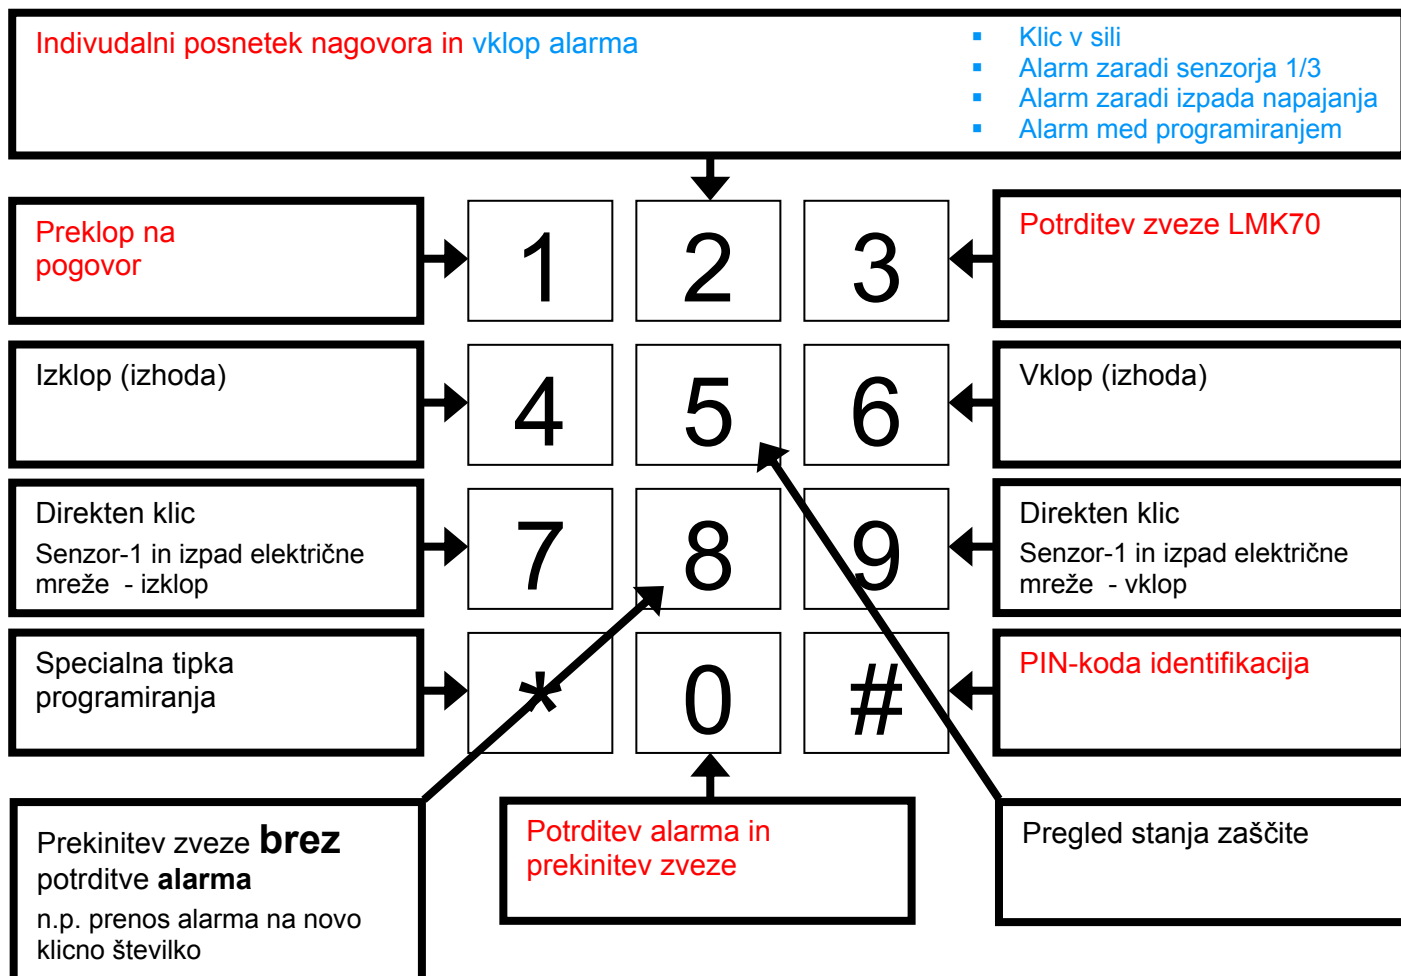 Indivudalni posnetek nagovora in vklop alarma
▪ Klic v sili
▪ Alarm zaradi senzorja 1/3
▪ Alarm zaradi izpada napajanja
▪ Alarm med programiranjem
Preklop na
pogovor
1 2 3
Potrditev zveze LMK70
Izklop (izhoda)
4 5 6
Vklop (izhoda)
Direkten klic
Senzor-1 in izpad električne
mreže - izklop
7 8 9
Direkten klic
Senzor-1 in izpad električne
mreže - vklop
Specialna tipka
programiranja
* 0 #
PIN-koda identifikacija
Prekinitev zveze brez
potrditve alarma
n.p. prenos alarma na novo
klicno številko
Potrditev alarma in
prekinitev zveze
Pregled stanja zaščite